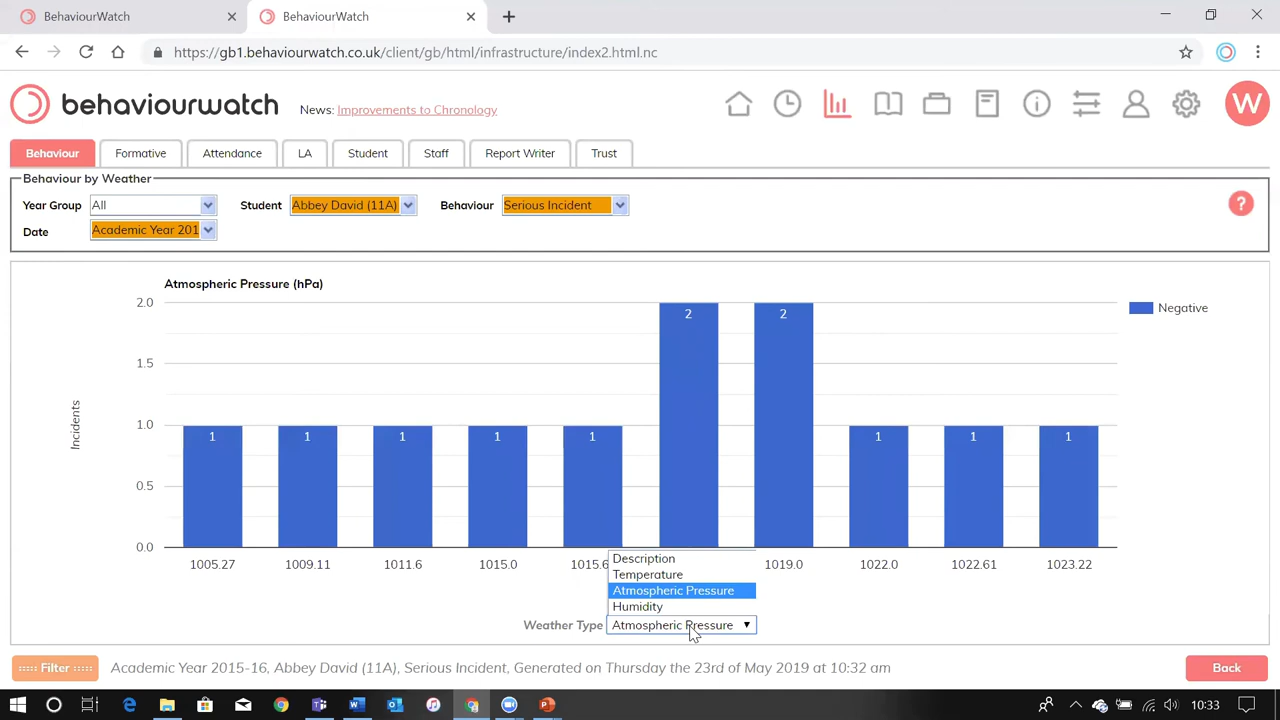 BehaviourWatch
BehaviourWatch
https://gb1.behaviourwatch.co.uk/client/gb/html/infrastructure/index2.html.nc
behaviourwatch
News: Improvements to Chronology
W
Behaviour Formative Attendance LA Student Staff Report Writer Trust
Behaviour by Weather
Year Group All Student Abbey David (11A) Behaviour Serious Incident ?
Date Academic Year 201
Atmospheric Pressure (hPa)
Negative
Incidents
2.0
1.5
1.0
0.5
0.0
1 1 1 1 1 2 2 1 1 1
1005.27 1009.11 1011.6 1015.0 1015.6 1019.0 1022.0 1022.61 1023.22
Description
Temperature
Atmospheric Pressure
Humidity
Weather Type Atmospheric Pressure
Filter Academic Year 2015-16, Abbey David (11A), Serious Incident, Generated on Thursday the 23rd of May 2019 at 10:32 am Back
10:33